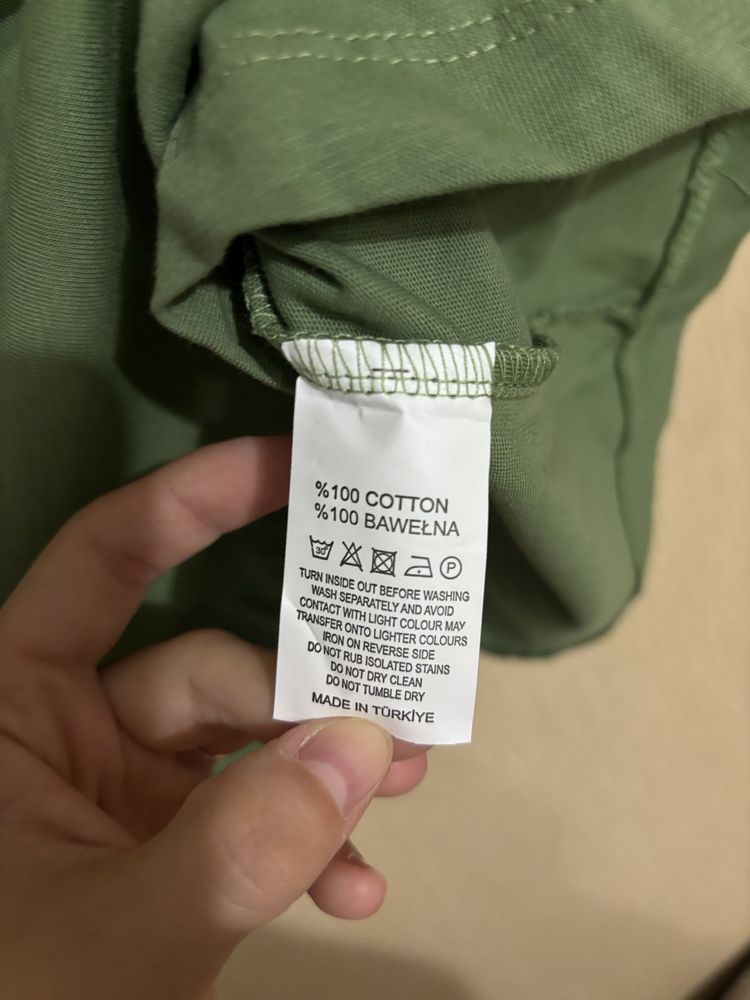 %100 COTTON
%100 BAWEŁNA
30 P
TURN INSIDE OUT BEFORE WASHING
WASH SEPARATELY AND AVOID
CONTACT WITH LIGHT COLOUR MAY
TRANSFER ONTO LIGHTER COLOURS
IRON ON REVERSE SIDE
DO NOT RUB ISOLATED STAINS
DO NOT DRY CLEAN
DO NOT TUMBLE DRY
MADE IN TÜRKİYE